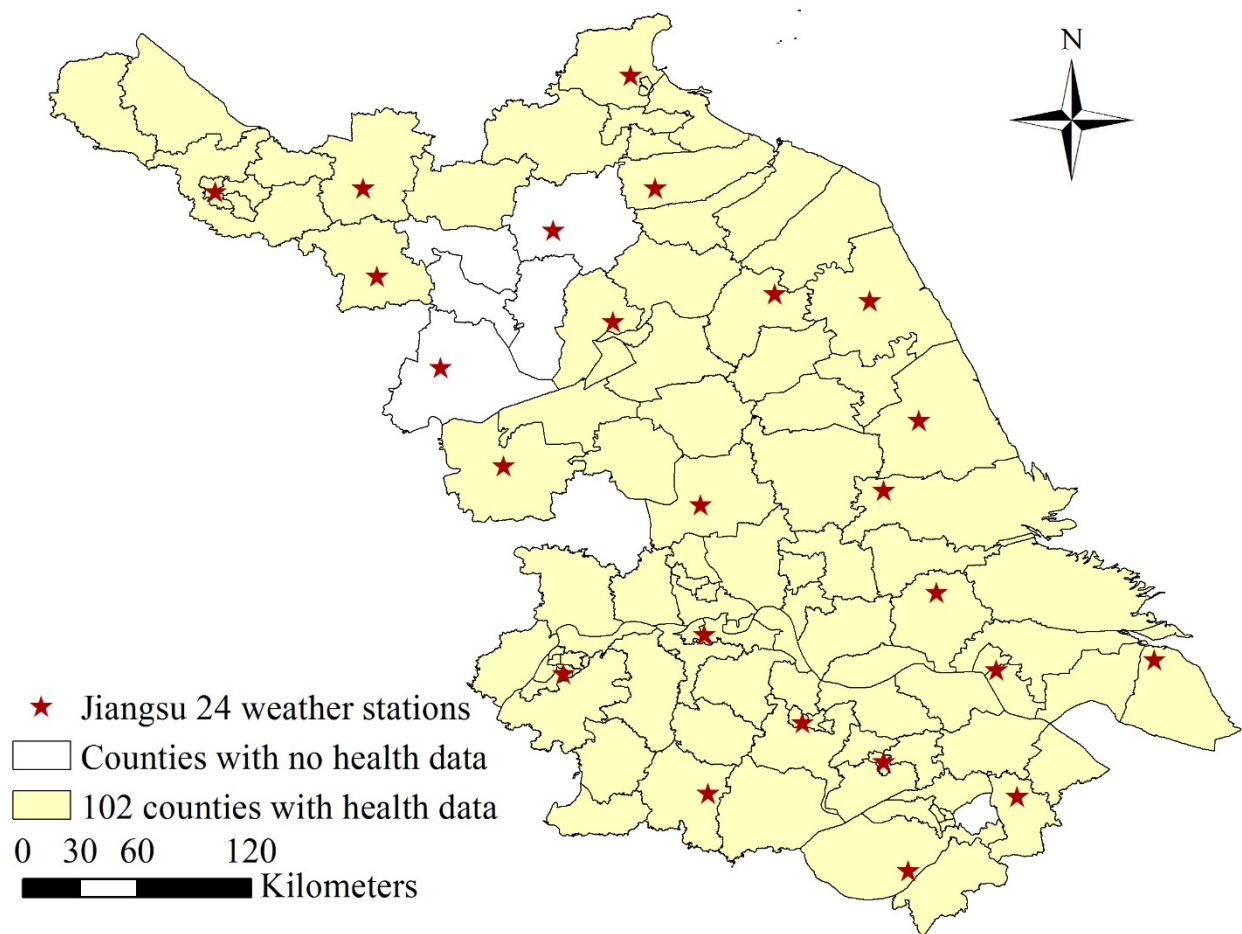 N
Jiangsu 24 weather stations
Counties with no health data
102 counties with health data
0 30 60 120
Kilometers